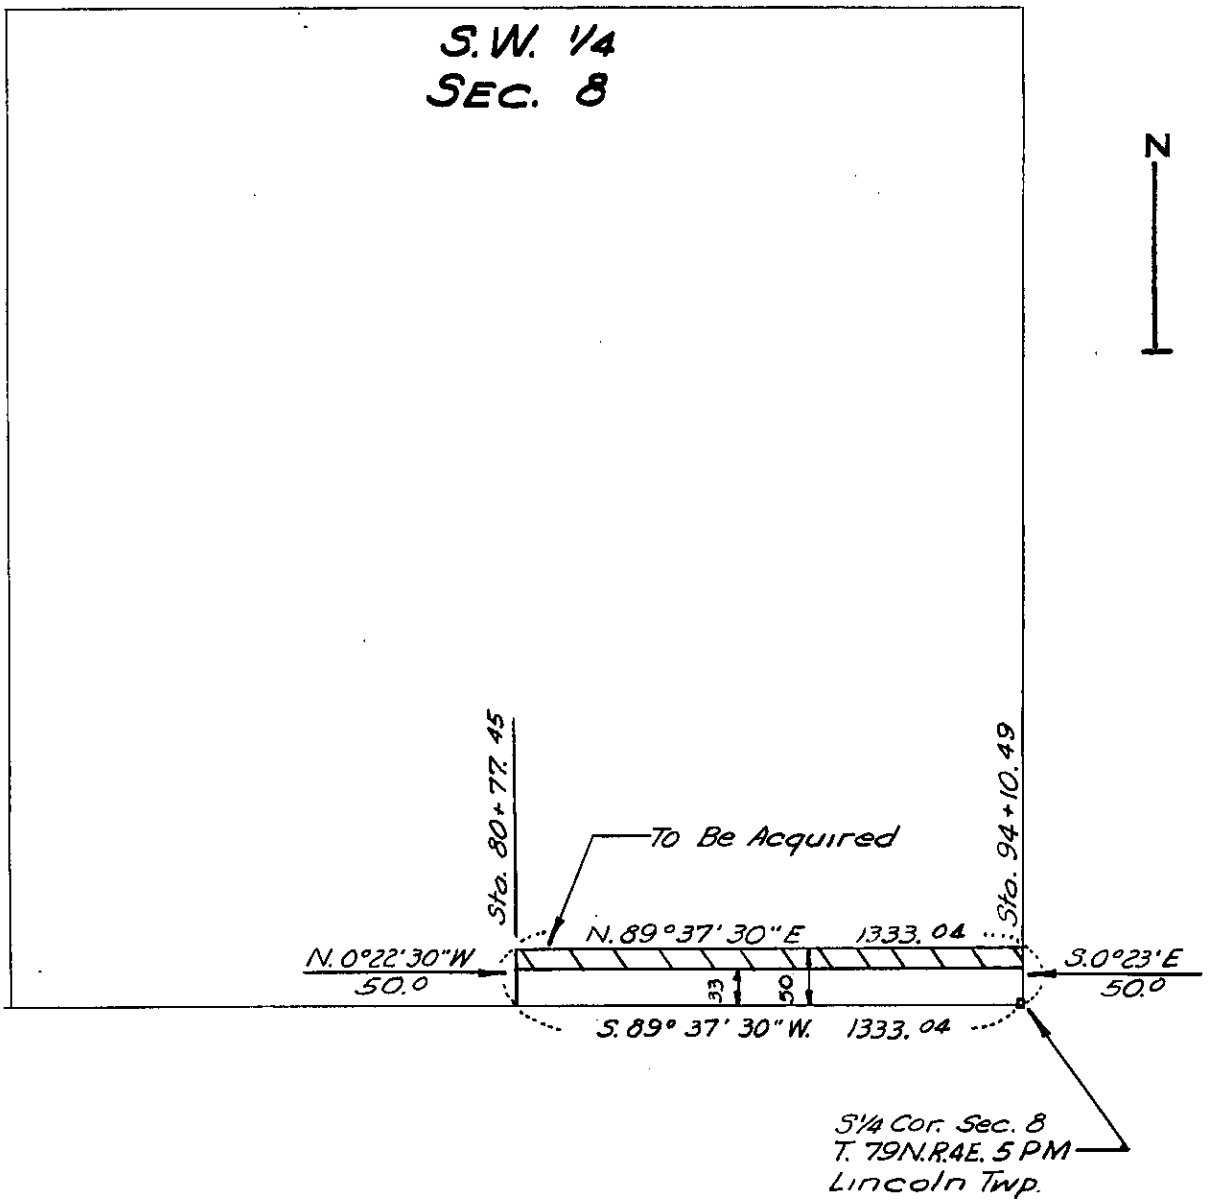 S.W. 1/4
SEC. 8
N
Sta. 80+77.45
Sta. 94+10.49
To Be Acquired
N. 89° 37' 30" E 1333.04
N. 0° 22' 30" W
50.0
S. 0° 23' E
50.0
33
50
S. 89° 37' 30" W. 1333.04
S 1/4 Cor. Sec. 8
T. 79N. R4E. 5 PM
Lincoln Twp.